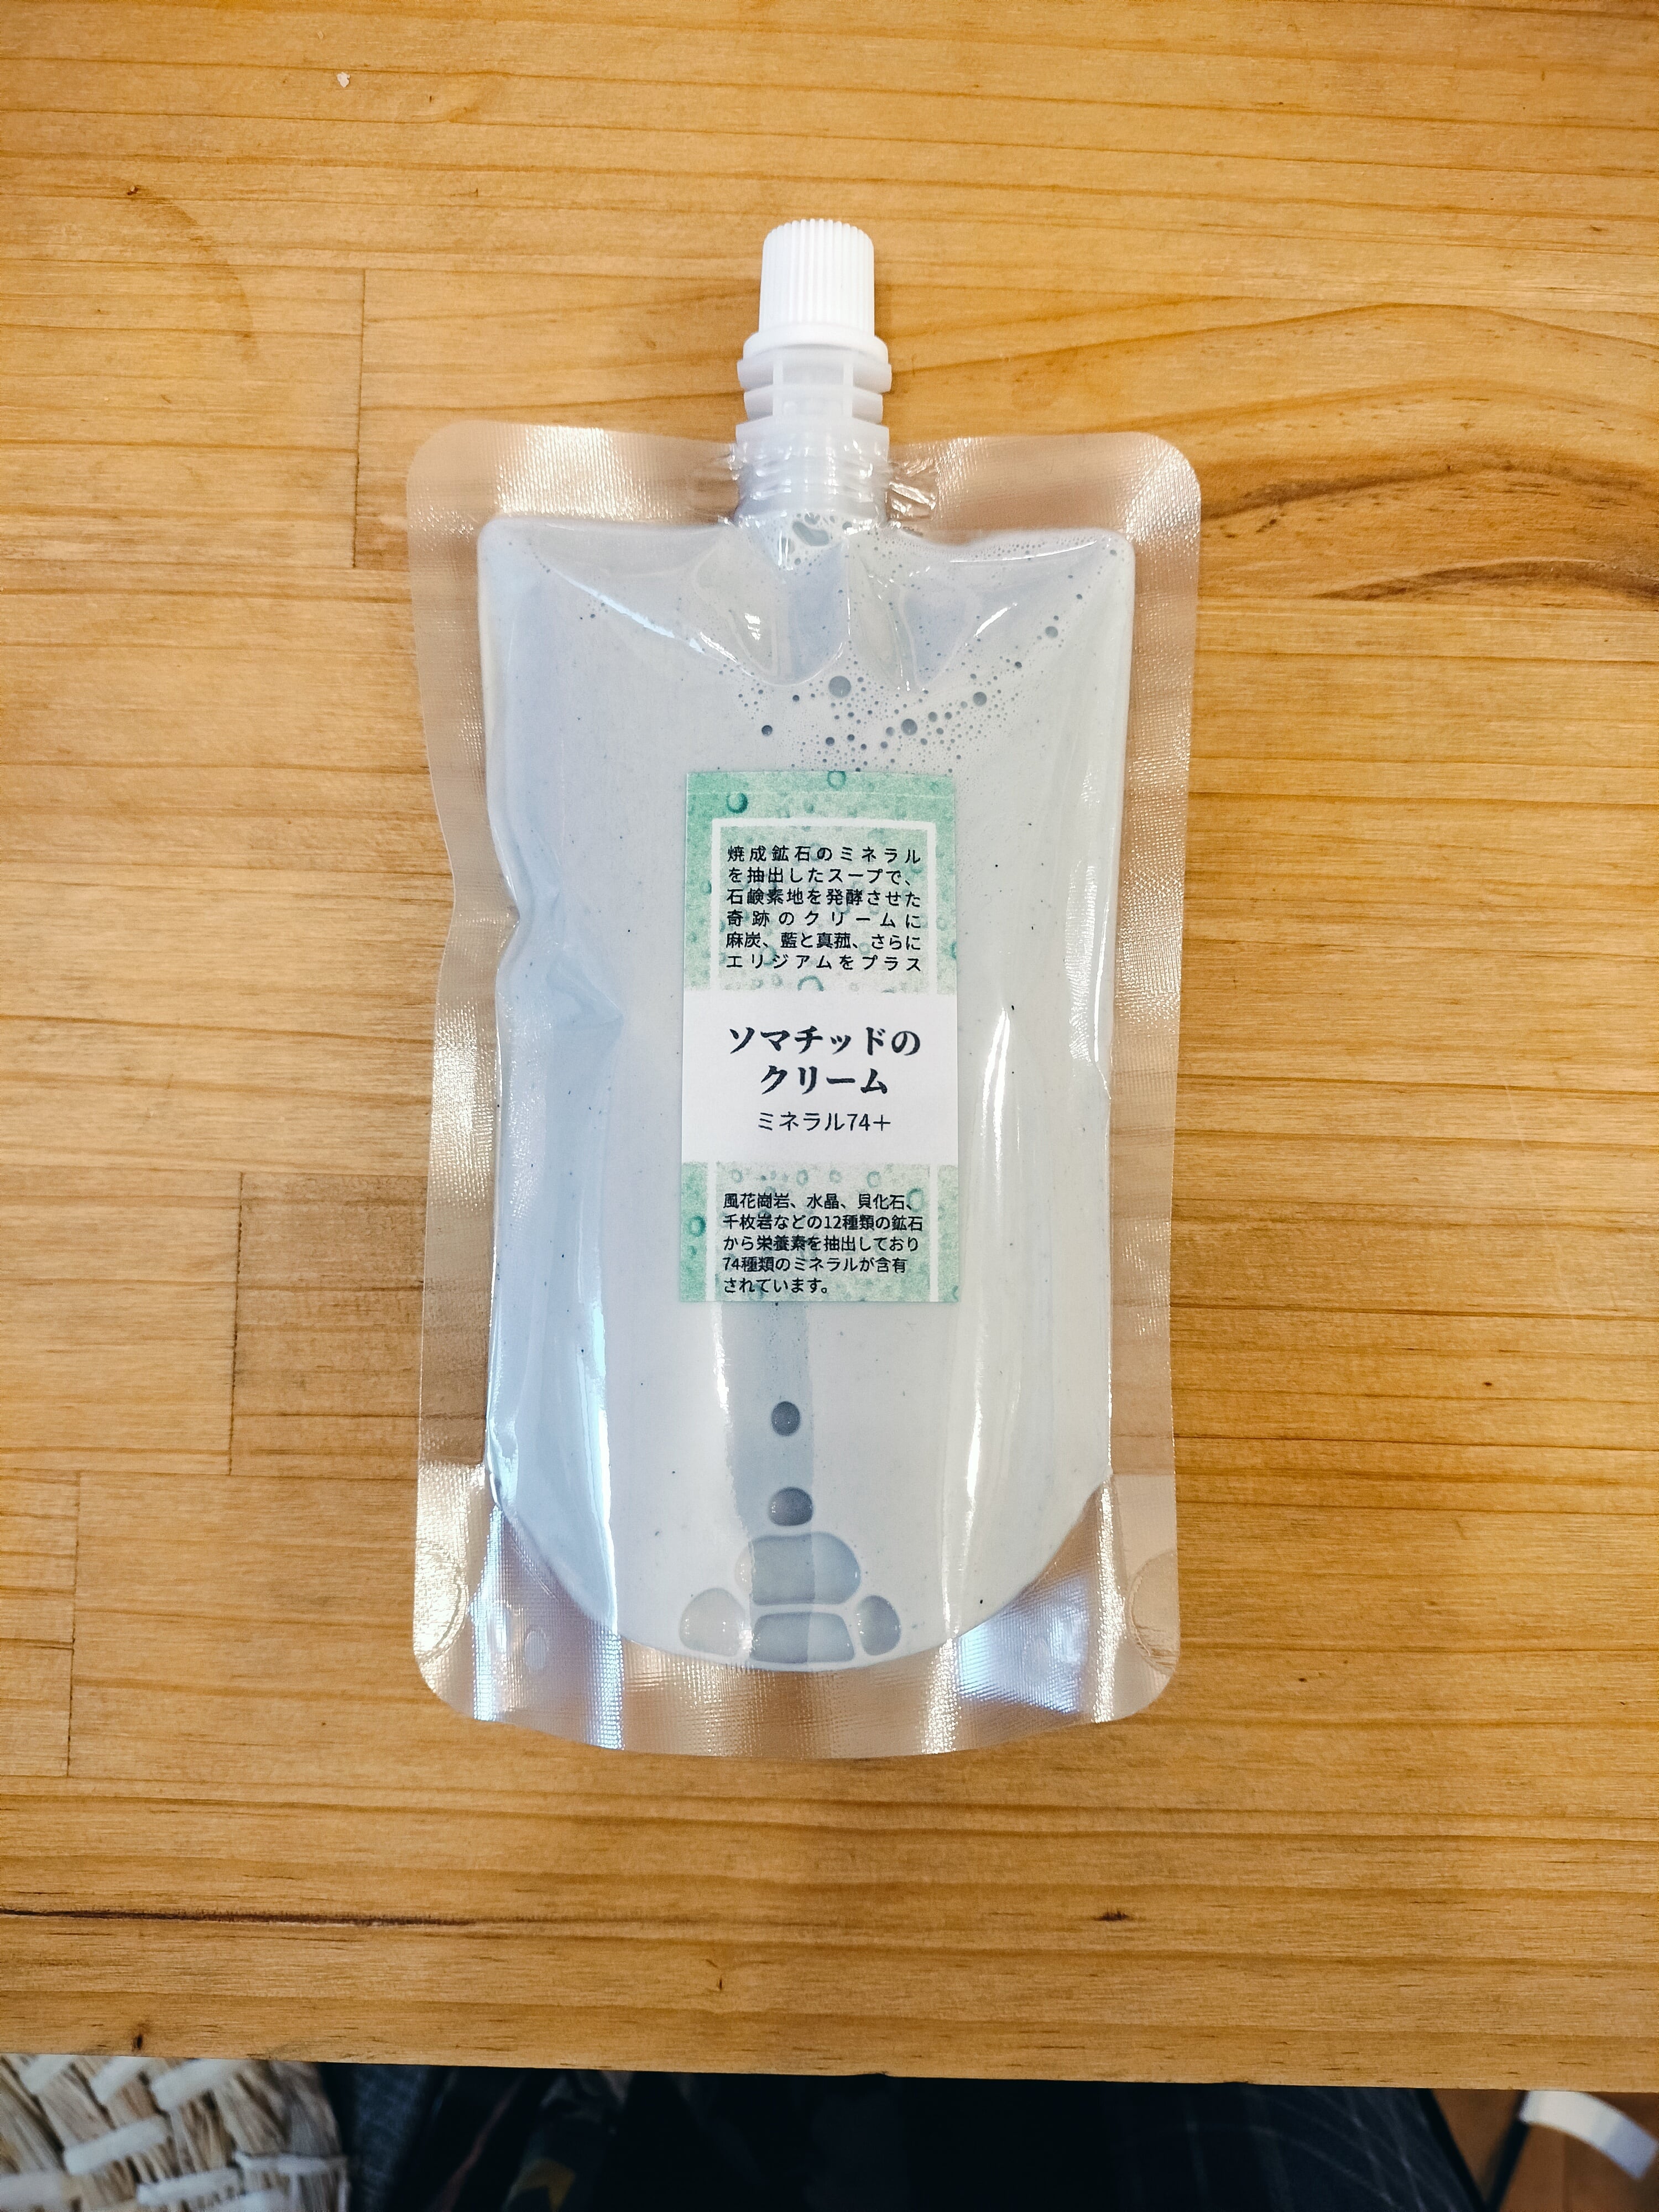 焼成鉱石のミネラル
を抽出したスープで、
石鹸素地を発酵させた
奇跡のクリームに
麻炭、藍と真菰、さらに
エリジアムをプラス
ソマチッドの
クリーム
ミネラル74＋
風花崗岩、水晶、貝化石、
千枚岩などの12種類の鉱石
から栄養素を抽出しており
74種類のミネラルが含有
されています。